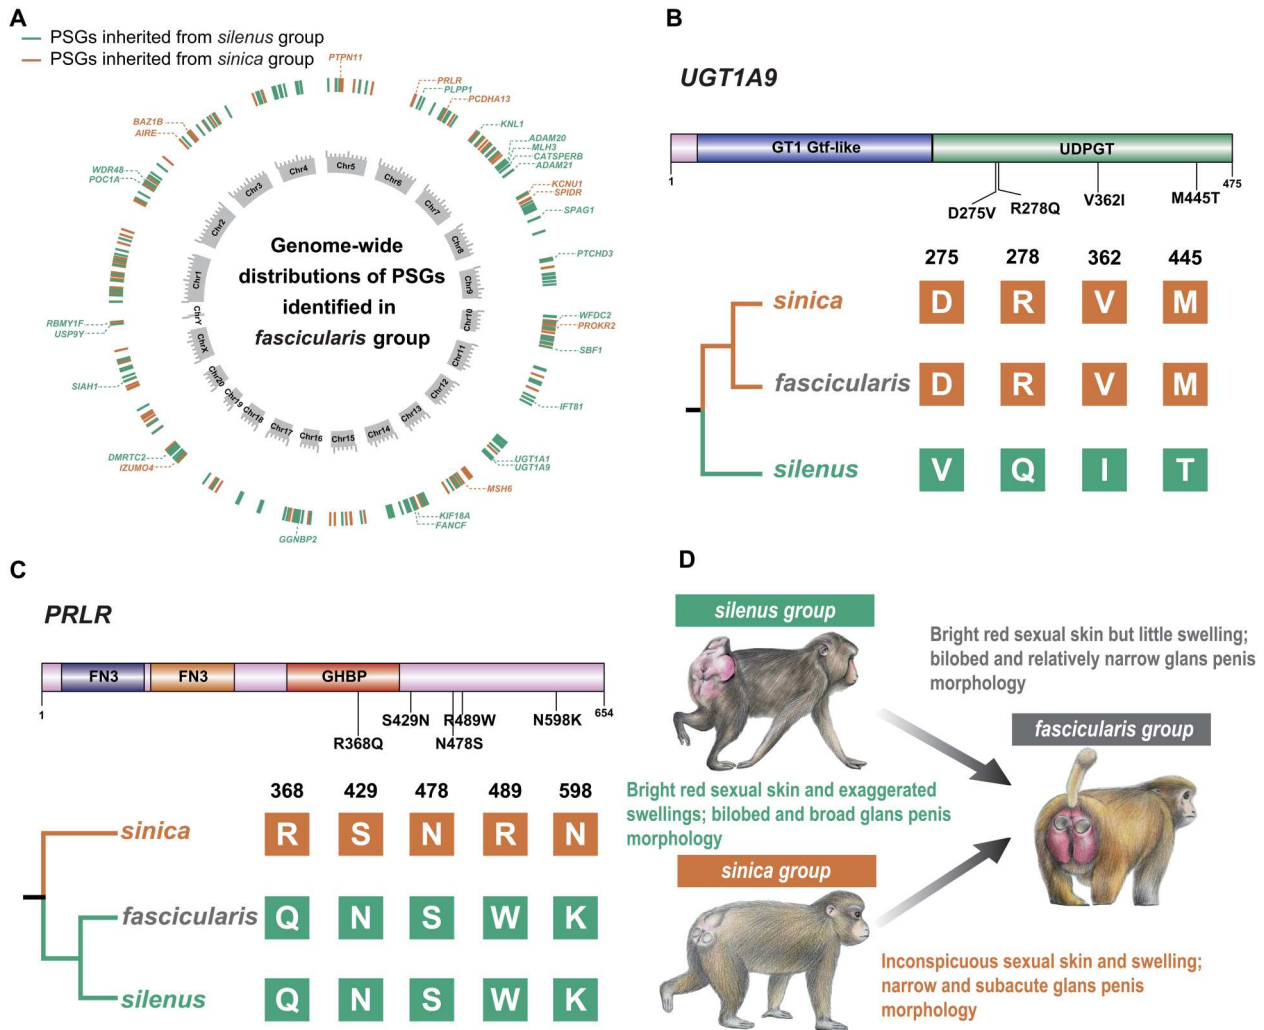 A
PSGs inherited from silenus group
PSGs inherited from sinica group
PTPN11
PRLR
PLPP1
PCDHA13
KNL1
ADAM20
MLH3
CATSPERB
ADAM21
KCNU1
SPIDR
SPAG1
PTCHD3
WFDC2
PROKR2
SBF1
IFT81
UGT1A1
UGT1A9
MSH6
KIF18A
FANCF
GGNBP2
DMRTC2
IZUMO4
SIAH1
RBMY1F
USP9Y
WDR48
POC1A
BAZ1B
AIRE
Chr1
Chr2
Chr3
Chr4
Chr5
Chr6
Chr7
Chr8
Chr9
Chr10
Chr11
Chr12
Chr13
Chr14
Chr15
Chr16
Chr17
Chr18
Chr19
Chr20
ChrX
ChrY
Genome-wide
distributions of PSGs
identified in
fascicularis group
B
UGT1A9
GT1 Gtf-like
UDPGT
1
475
D275V
R278Q
V362I
M445T
275 278 362 445
sinica D R V M
fascicularis D R V M
silenus V Q I T
C
PRLR
FN3
FN3
GHBP
1
654
R368Q
S429N
N478S
R489W
N598K
368 429 478 489 598
sinica R S N R N
fascicularis Q N S W K
silenus Q N S W K
D
silenus group
Bright red sexual skin but little swelling;
bilobed and relatively narrow glans penis
morphology
fascicularis group
Bright red sexual skin and exaggerated
swellings; bilobed and broad glans penis
morphology
sinica group
Inconspicuous sexual skin and swelling;
narrow and subacute glans penis
morphology